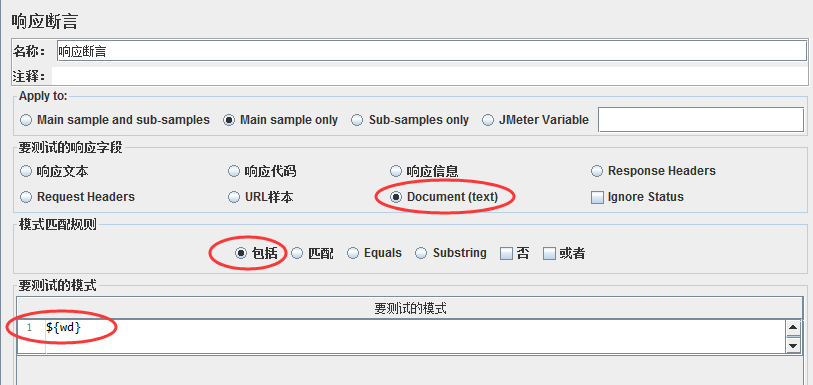 响应断言
名称： 响应断言
注释：
Apply to:
Main sample and sub-samples Main sample only Sub-samples only JMeter Variable
要测试的响应字段
响应文本 响应代码 响应信息 Response Headers
Request Headers URL样本 Document (text) Ignore Status
模式匹配规则
包括 匹配 Equals Substring 否 或者
要测试的模式
要测试的模式
1 ${wd}